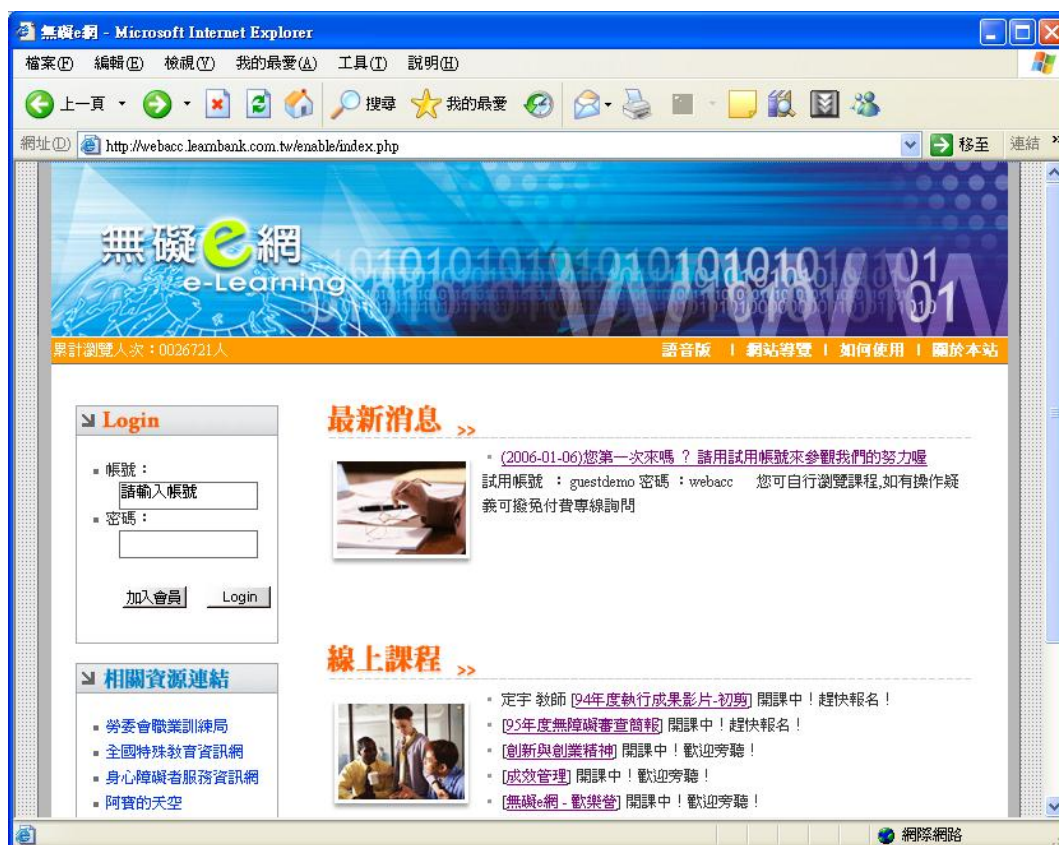 無礙e網 - Microsoft Internet Explorer
檔案(F) 編輯(E) 檢視(V) 我的最愛(A) 工具(T) 說明(H)
上一頁 搜尋 我的最愛
網址(D) http://webacc.learnbank.com.tw/enable/index.php 移至 連結 »
無礙e網
e-Learning
累計瀏覽人次：0026721人 語音版 | 網站導覽 | 如何使用 | 關於本站
Login
帳號：
請輸入帳號
密碼：
加入會員 Login
相關資源連結
勞委會職業訓練局
全國特殊教育資訊網
身心障礙者服務資訊網
阿寶的天空
最新消息 >>
(2006-01-06)您第一次來嗎 ? 請用試用帳號來參觀我們的努力喔
試用帳號 ： guestdemo 密碼 ：webacc 您可自行瀏覽課程,如有操作疑
義可撥免付費專線詢問
線上課程 >>
定宇 教師 [94年度執行成果影片-初剪] 開課中！趕快報名！
[95年度無障礙審查簡報] 開課中！趕快報名！
[創新與創業精神] 開課中！歡迎旁聽！
[成效管理] 開課中！歡迎旁聽！
[無礙e網 - 歡樂營] 開課中！歡迎旁聽！
網際網路